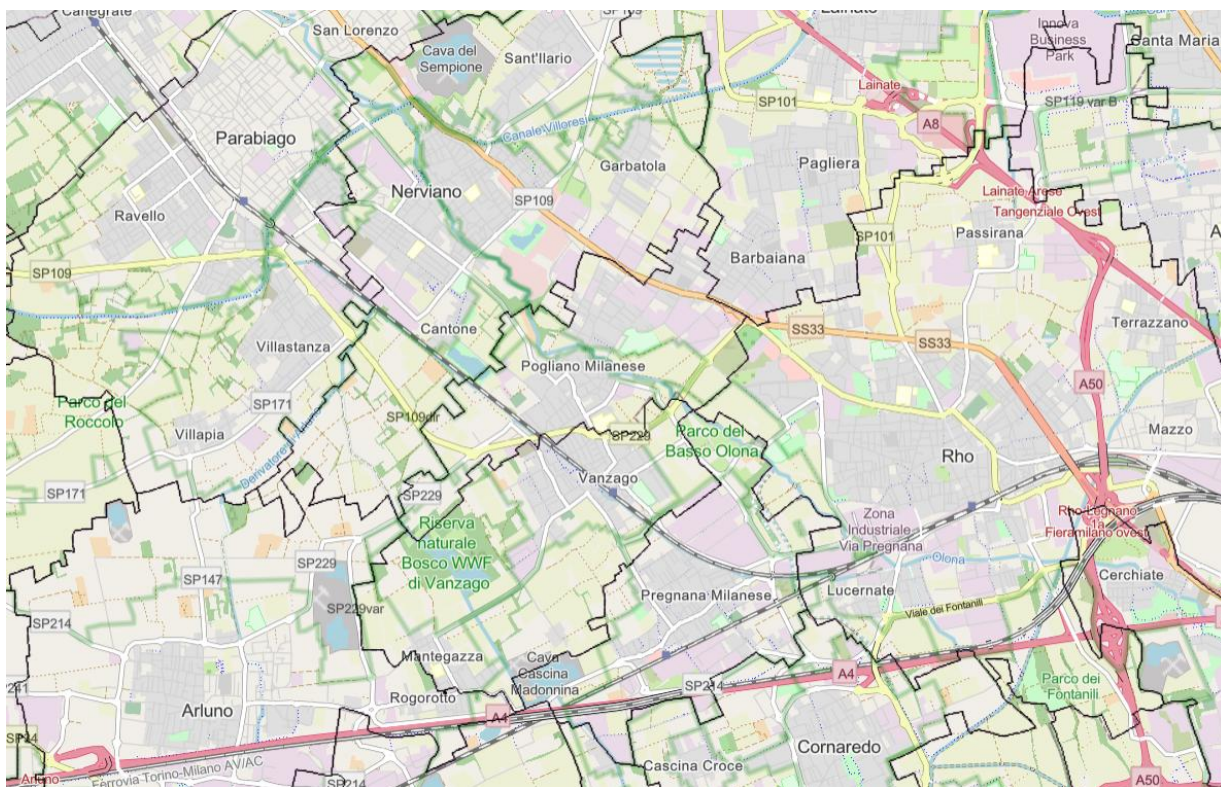 Canegrate
SP109
Lainate
San Lorenzo
Cava del
Sempione
Sant'Ilario
Innova
Business
Park
Santa Maria
Lainate
SP101
SP119 var B
A8
Parabiago
Canale Villoresi
Garbatola
Pagliera
Nerviano
SP109
Lainate Arese
Tangenziale Ovest
Ravello
SP101
Passirana
Barbaiana
SP109
Terrazzano
Cantone
SS33
SS33
Villastanza
Pogliano Milanese
A50
Parco del
Roccolo
SP171
SP109dir
Villapia
SP229
Parco del
Basso Olona
Mazzo
Rho
Vanzago
SP171
SP229
Rho-Legnano
Fieramilano ovest
Riserva
naturale
Bosco WWF
di Vanzago
Zona
Industriale
Via Pregnana
Olona
SP147
SP229
Cerchiate
Pregnana Milanese
Lucernate
SP229var
Viale dei Fontanili
SP214
Mantegazza
Cava
Cascina
Madonnina
A4
Parco dei
Fontanili
SP214
Rogorotto
Arluno
A4
Cornaredo
Arluno
Ferrovia Torino-Milano AV/AC
SP214
Cascina Croce
A50